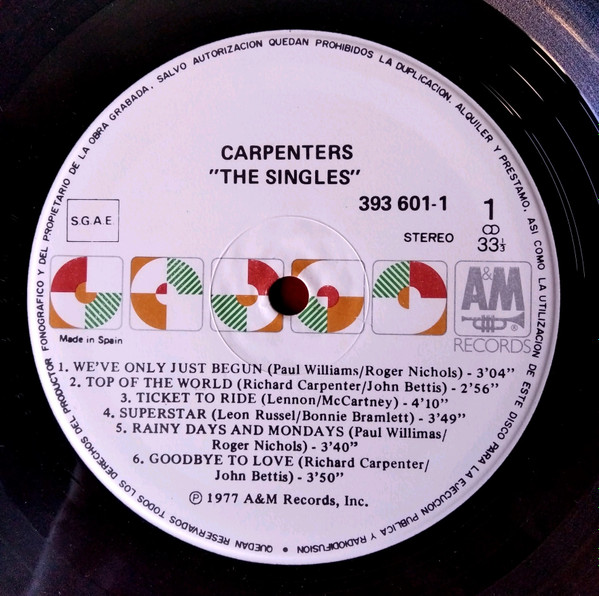 QUEDAN RESERVADOS TODOS LOS DERECHOS DEL PRODUCTOR FONOGRAFICO Y DEL PROPIETARIO DE LA OBRA GRABADA. SALVO AUTORIZACION QUEDAN PROHIBIDOS LA DUPLICACION, ALQUILER Y PRESTAMO, ASI COMO LA UTILIZACION DE ESTE DISCO PARA LA EJECUCION PUBLICA Y RADIODIFUSION •
CARPENTERS
"THE SINGLES"
393 601-1
1
S.G.A.E.
STEREO
33 1/3
A&M
®
RECORDS
Made in Spain
1. WE'VE ONLY JUST BEGUN (Paul Williams/Roger Nichols) - 3'04"
2. TOP OF THE WORLD (Richard Carpenter/John Bettis) - 2'56"
3. TICKET TO RIDE (Lennon/McCartney) - 4'10"
4. SUPERSTAR (Leon Russel/Bonnie Bramlett) - 3'49"
5. RAINY DAYS AND MONDAYS (Paul Willimas/
Roger Nichols) - 3'40"
6. GOODBYE TO LOVE (Richard Carpenter/
John Bettis) - 3'50"
Ⓟ 1977 A&M Records, Inc.